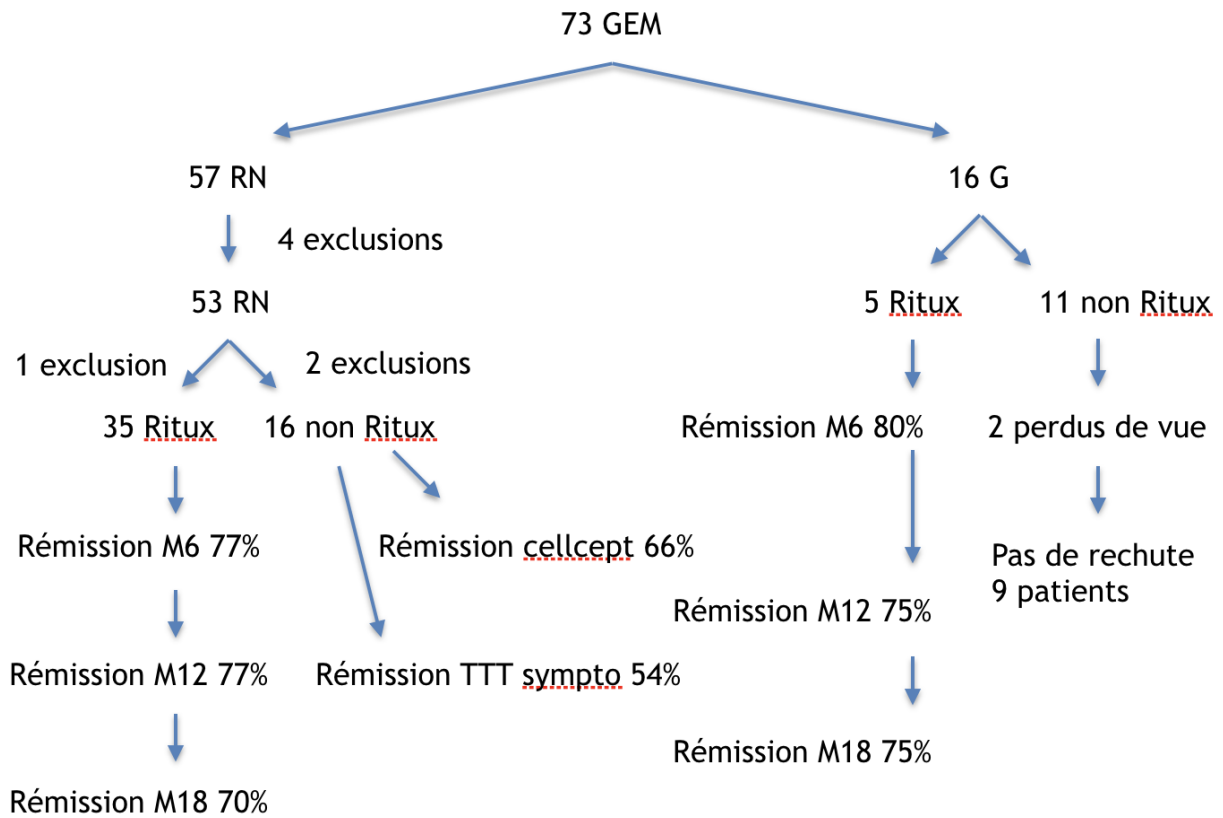 73 GEM
57 RN
16 G
4 exclusions
53 RN
5 Ritux
11 non Ritux
1 exclusion
2 exclusions
35 Ritux
16 non Ritux
Rémission M6 80%
2 perdus de vue
Rémission M6 77%
Rémission cellcept 66%
Pas de rechute
9 patients
Rémission M12 75%
Rémission M12 77%
Rémission TTT sympto 54%
Rémission M18 75%
Rémission M18 70%